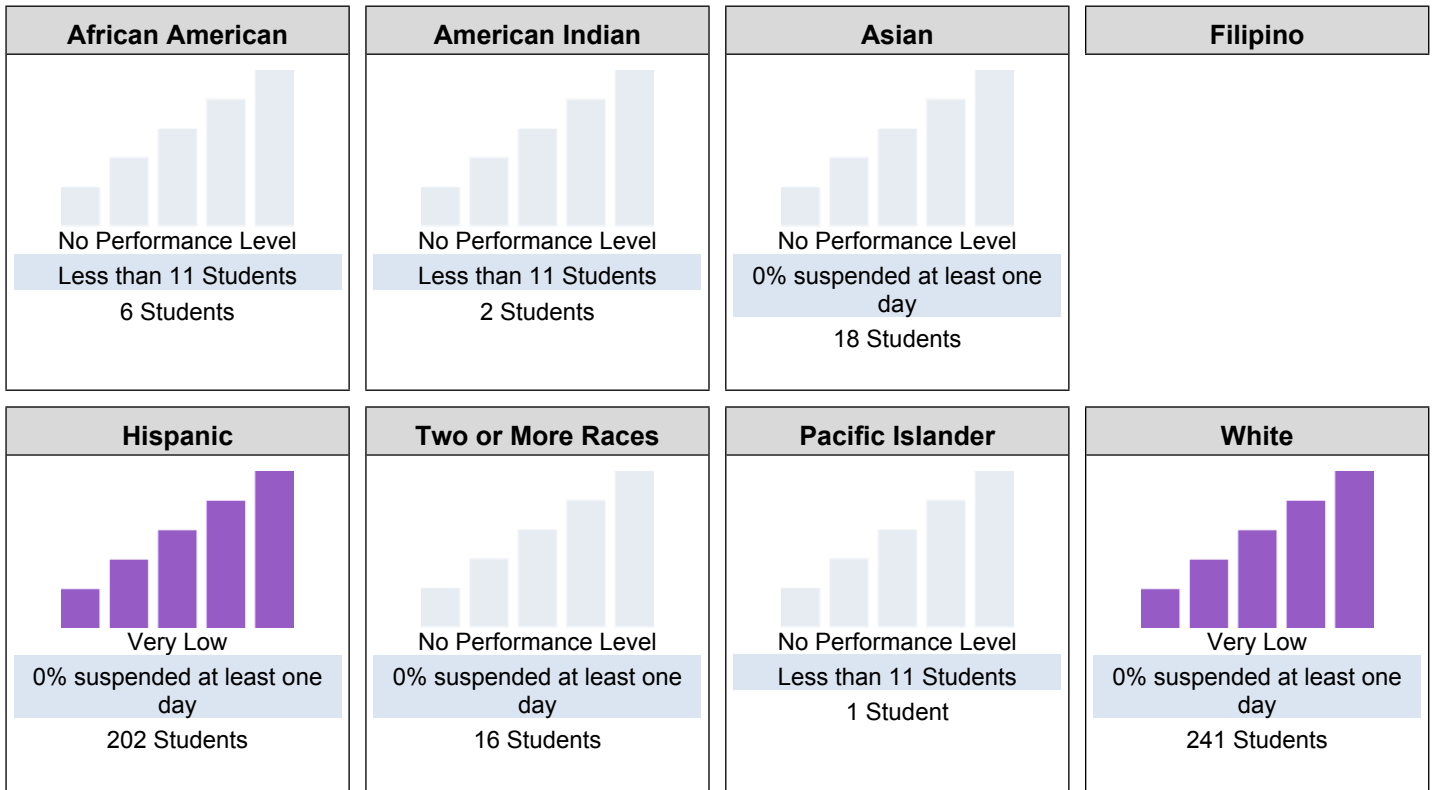 African American
No Performance Level
Less than 11 Students
6 Students
American Indian
No Performance Level
Less than 11 Students
2 Students
Asian
No Performance Level
0% suspended at least one
day
18 Students
Filipino
Hispanic
Very Low
0% suspended at least one
day
202 Students
Two or More Races
No Performance Level
0% suspended at least one
day
16 Students
Pacific Islander
No Performance Level
Less than 11 Students
1 Student
White
Very Low
0% suspended at least one
day
241 Students